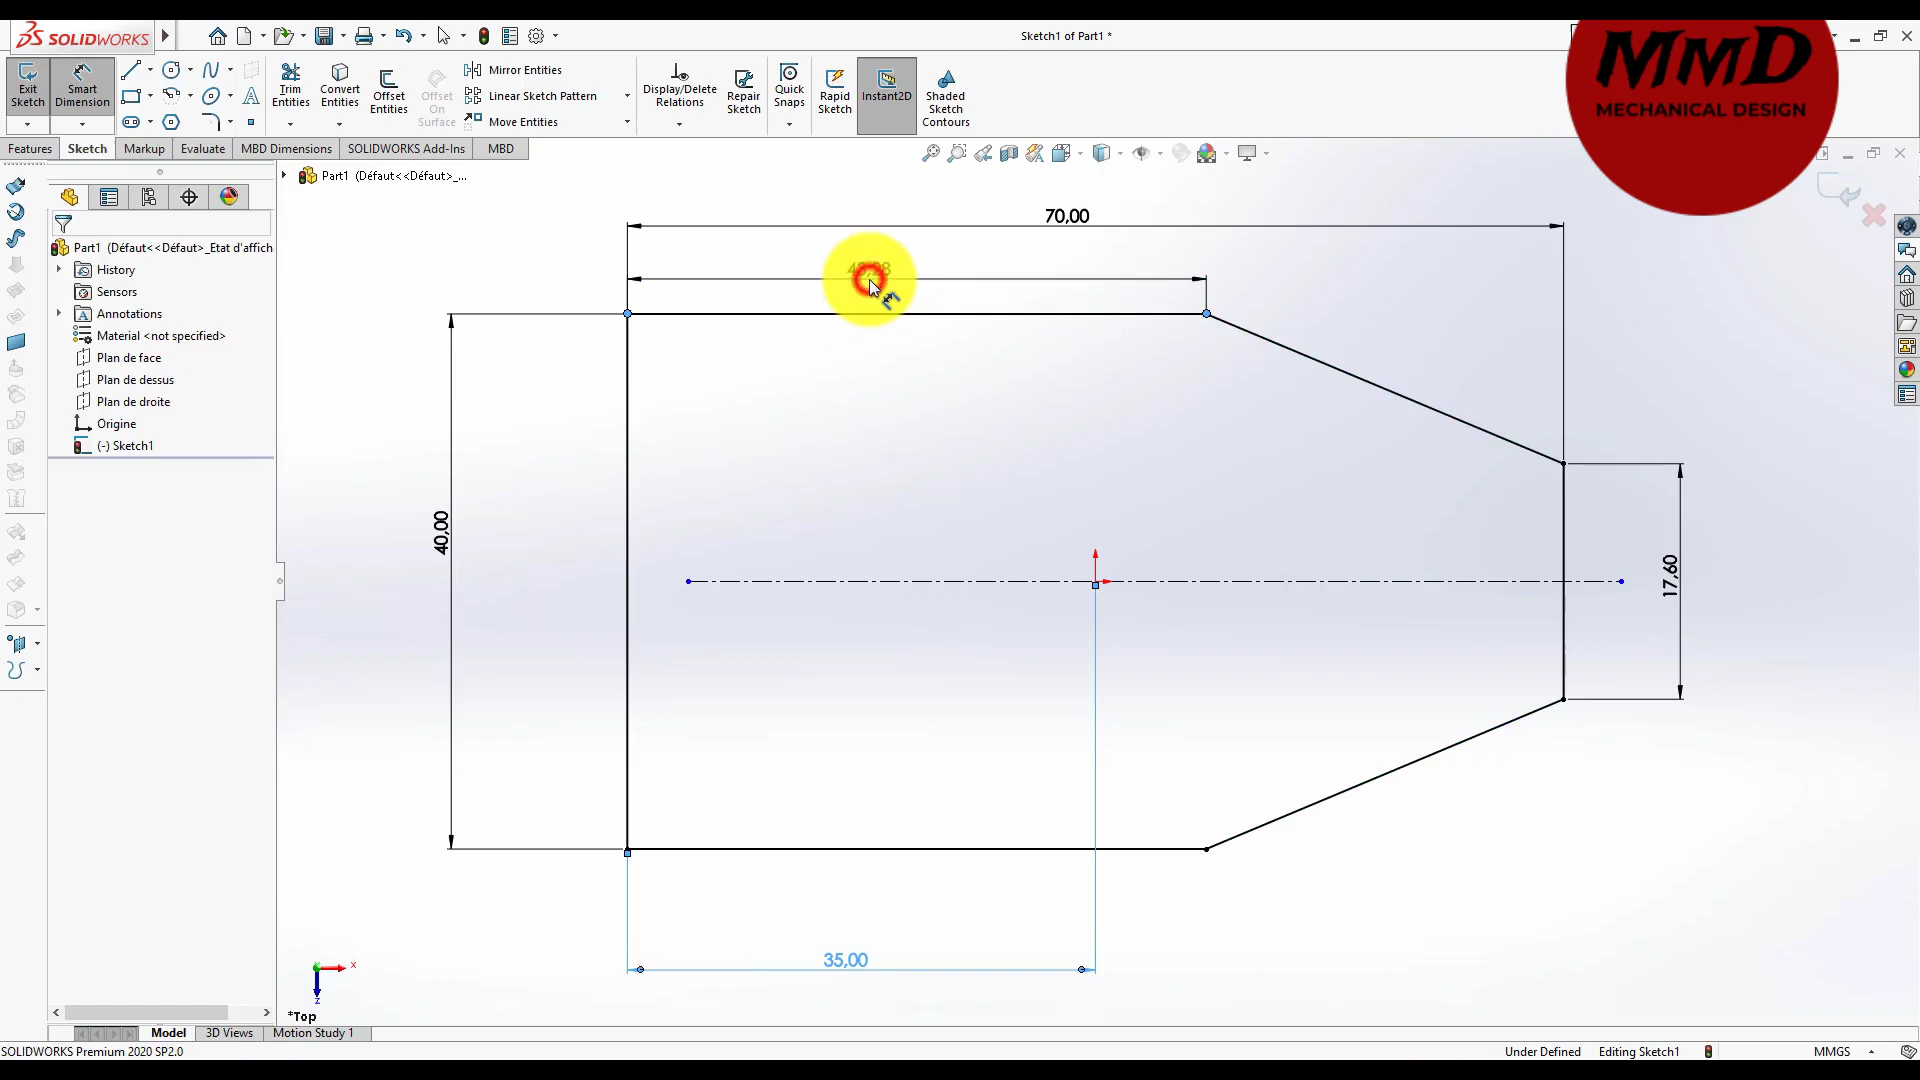 SOLIDWORKS
Sketch1 of Part1 *
MMD
MECHANICAL DESIGN
Exit Sketch
Smart Dimension
Trim Entities
Convert Entities
Offset Entities
Offset On Surface
Mirror Entities
Linear Sketch Pattern
Move Entities
Display/Delete Relations
Repair Sketch
Quick Snaps
Rapid Sketch
Instant2D
Shaded Sketch Contours
Features
Sketch
Markup
Evaluate
MBD Dimensions
SOLIDWORKS Add-Ins
MBD
Part1 (Défaut<<Défaut>_...
Part1 (Défaut<<Défaut>_Etat d'affich
History
Sensors
Annotations
Material <not specified>
Plan de face
Plan de dessus
Plan de droite
Origine
(-) Sketch1
70,00
40,00
17,60
35,00
*Top
Model
3D Views
Motion Study 1
SOLIDWORKS Premium 2020 SP2.0
Under Defined
Editing Sketch1
MMGS